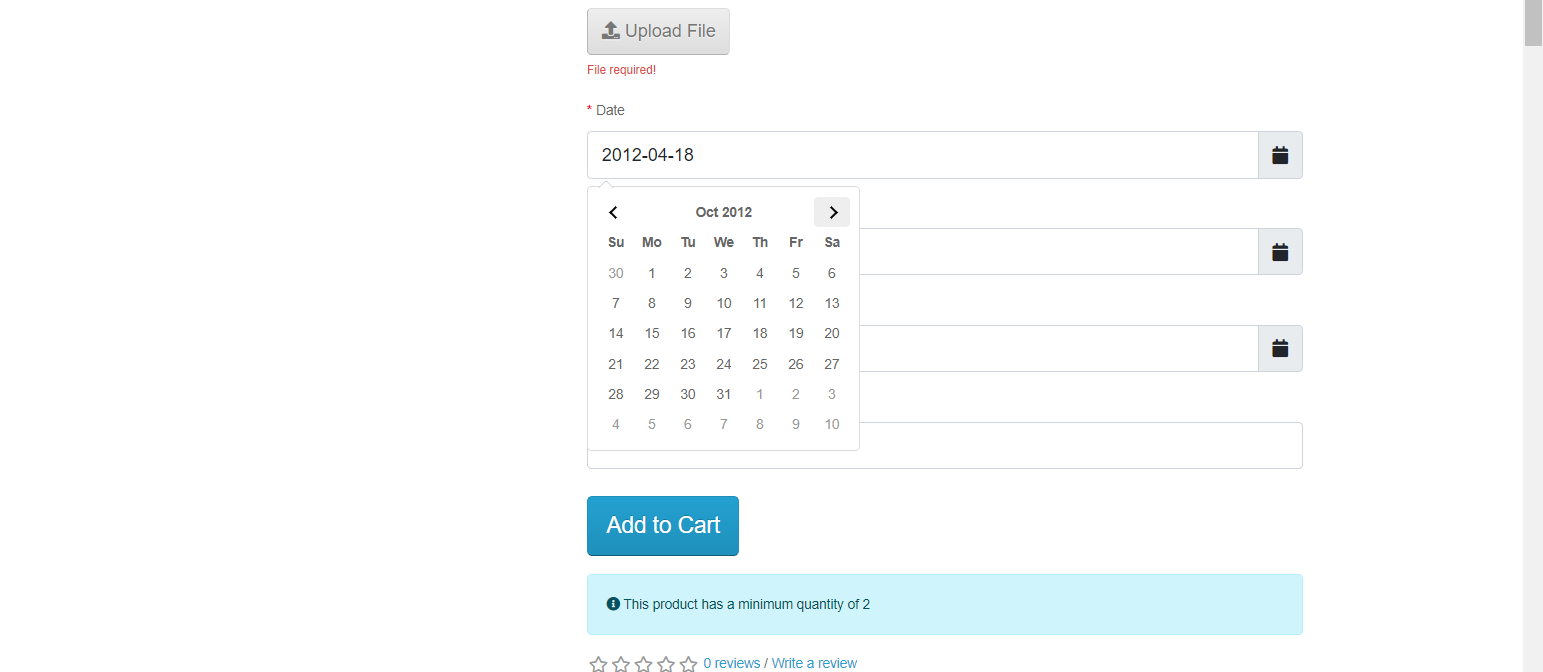 Upload File
File required!
* Date
2012-04-18
Oct 2012
Su Mo Tu We Th Fr Sa
30 1 2 3 4 5 6
7 8 9 10 11 12 13
14 15 16 17 18 19 20
21 22 23 24 25 26 27
28 29 30 31 1 2 3
4 5 6 7 8 9 10
Add to Cart
This product has a minimum quantity of 2
0 reviews / Write a review